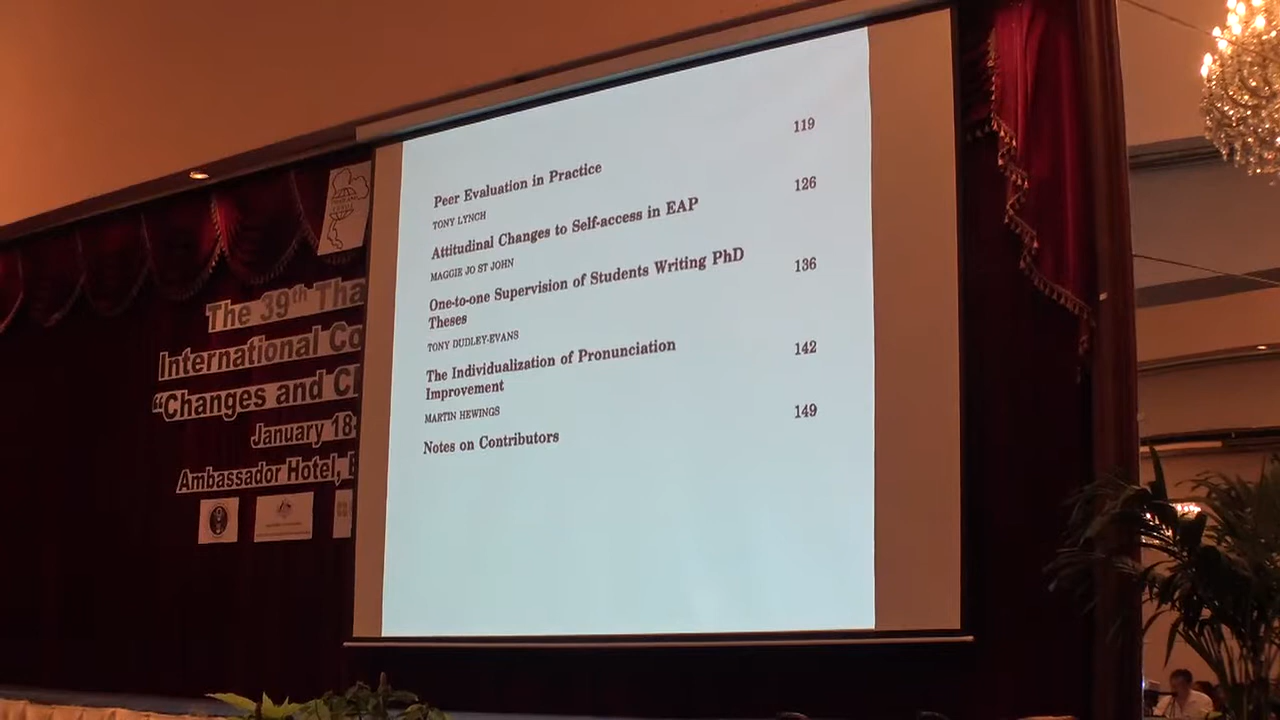 The 39th Tha
International Co
“Changes and C
January 18
Ambassador Hotel,
119
Peer Evaluation in Practice
TONY LYNCH
126
Attitudinal Changes to Self-access in EAP
MAGGIE JO ST JOHN
136
One-to-one Supervision of Students Writing PhD
Theses
TONY DUDLEY-EVANS
142
The Individualization of Pronunciation
Improvement
MARTIN HEWINGS
149
Notes on Contributors